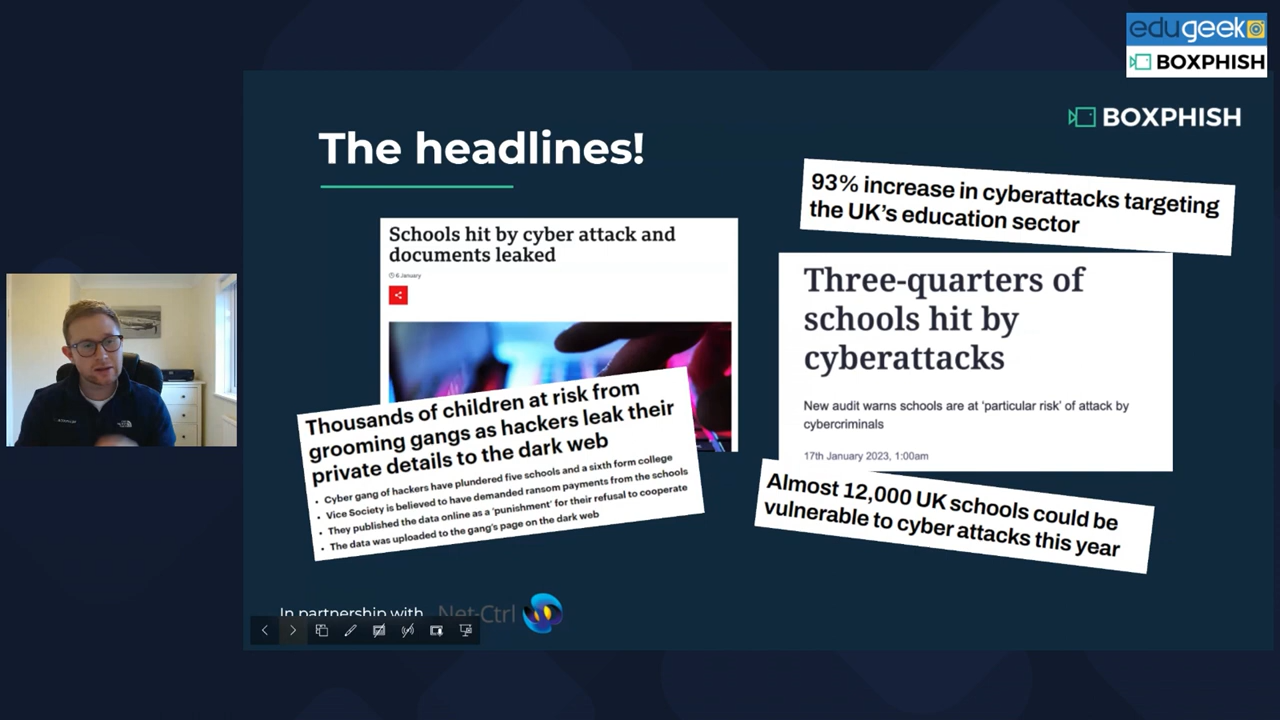 edugeek
BOXPHISH
BOXPHISH
The headlines!
Schools hit by cyber attack and
documents leaked
6 January
Thousands of children at risk from
grooming gangs as hackers leak their
private details to the dark web
• Cyber gang of hackers have plundered five schools and a sixth form college
• Vice Society is believed to have demanded ransom payments from the schools
• They published the data online as a ‘punishment’ for their refusal to cooperate
• The data was uploaded to the gang's page on the dark web
93% increase in cyberattacks targeting
the UK’s education sector
Three-quarters of
schools hit by
cyberattacks
New audit warns schools are at ‘particular risk’ of attack by
cybercriminals
17th January 2023, 1:00am
Almost 12,000 UK schools could be
vulnerable to cyber attacks this year
In partnership with
Net-Ctrl